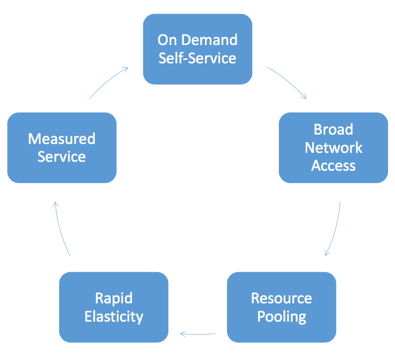 On Demand
Self-Service
Broad
Network
Access
Resource
Pooling
Rapid
Elasticity
Measured
Service